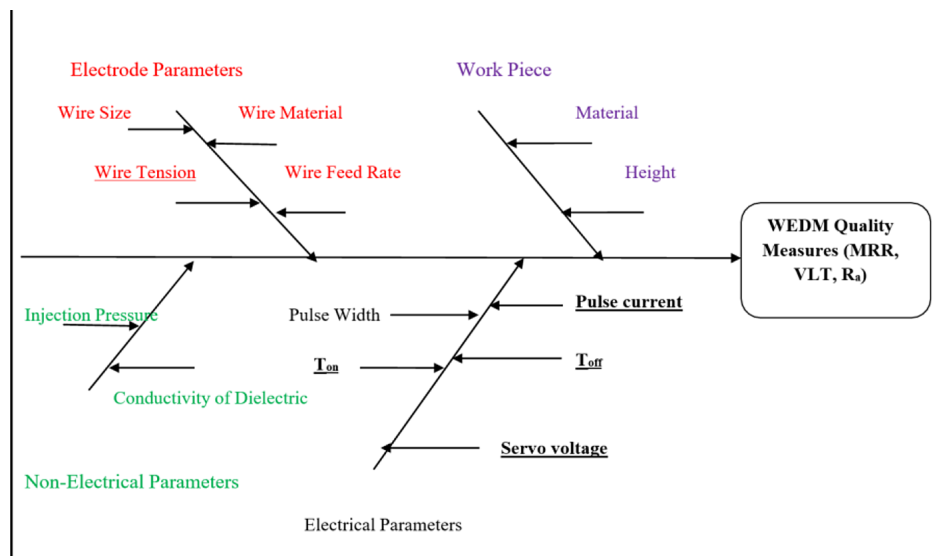 Electrode Parameters
Work Piece
Wire Size
Wire Material
Material
Wire Tension
Wire Feed Rate
Height
WEDM Quality
Measures (MRR,
VLT, Ra)
Injection Pressure
Pulse Width
Pulse current
Ton
Toff
Conductivity of Dielectric
Servo voltage
Non-Electrical Parameters
Electrical Parameters